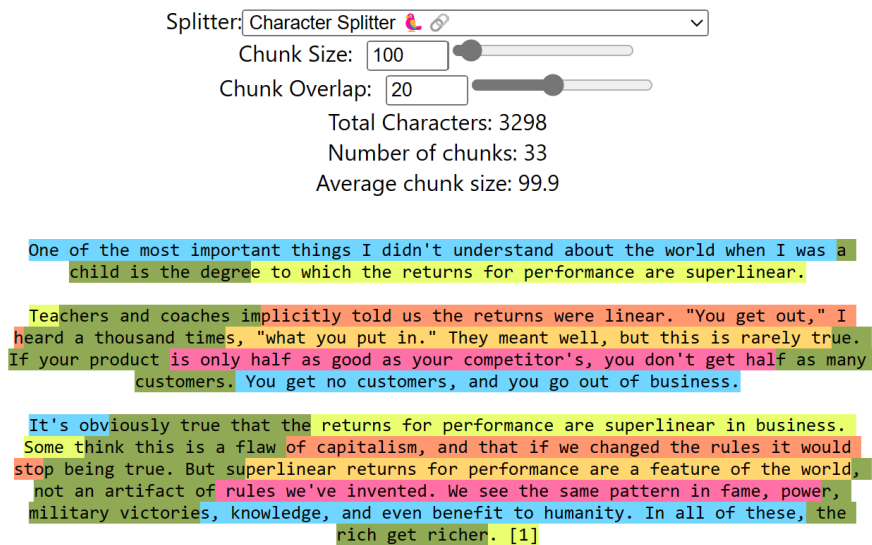 Splitter: Character Splitter 🦜 🔗
Chunk Size: 100
Chunk Overlap: 20
Total Characters: 3298
Number of chunks: 33
Average chunk size: 99.9
One of the most important things I didn't understand about the world when I was a
child is the degree to which the returns for performance are superlinear.
Teachers and coaches implicitly told us the returns were linear. "You get out," I
heard a thousand times, "what you put in." They meant well, but this is rarely true.
If your product is only half as good as your competitor's, you don't get half as many
customers. You get no customers, and you go out of business.
It's obviously true that the returns for performance are superlinear in business.
Some think this is a flaw of capitalism, and that if we changed the rules it would
stop being true. But superlinear returns for performance are a feature of the world,
not an artifact of rules we've invented. We see the same pattern in fame, power,
military victories, knowledge, and even benefit to humanity. In all of these, the
rich get richer. [1]